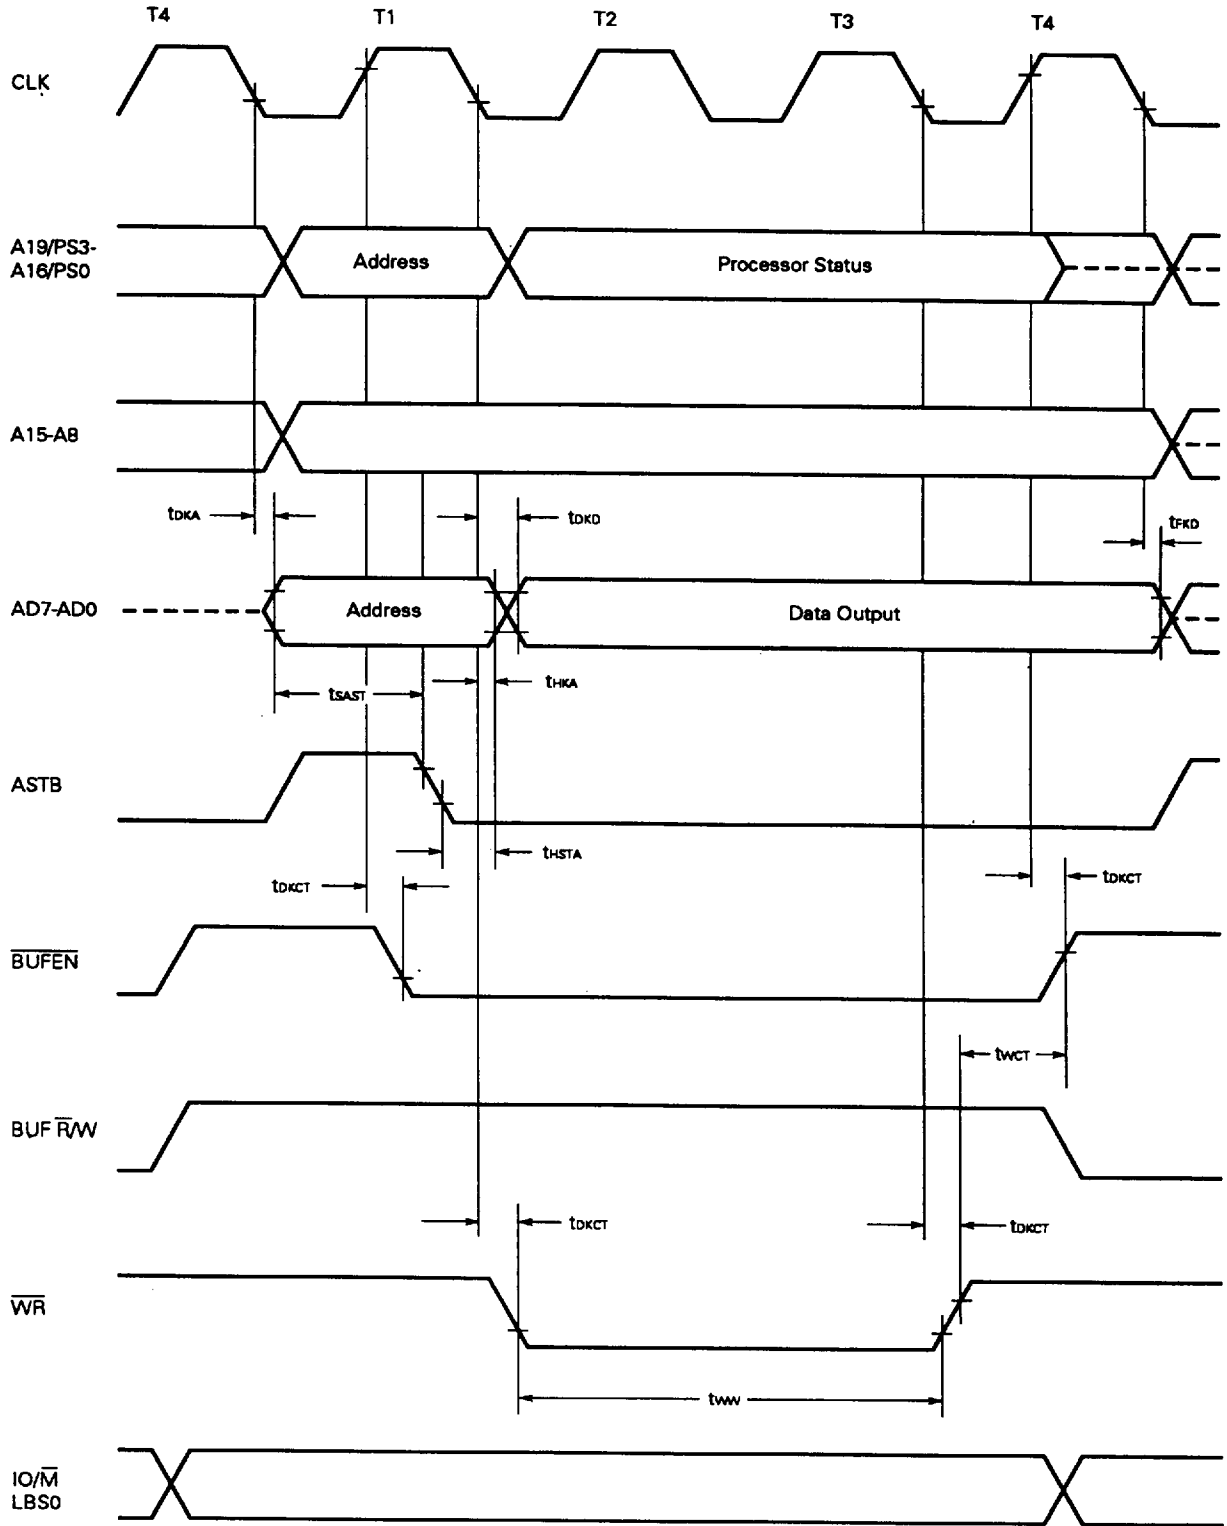 T4 T1 T2 T3 T4
CLK
A19/PS3-
A16/PS0
Address
Processor Status
A15-A8
tDKA
tDKD
tFKD
AD7-AD0
Address
Data Output
tSAST
tHKA
ASTB
tHSTA
tDKCT
tDKCT
BUFEN
tWCT
BUF R/W
tDKCT
tDKCT
WR
tWW
IO/M
LBS0